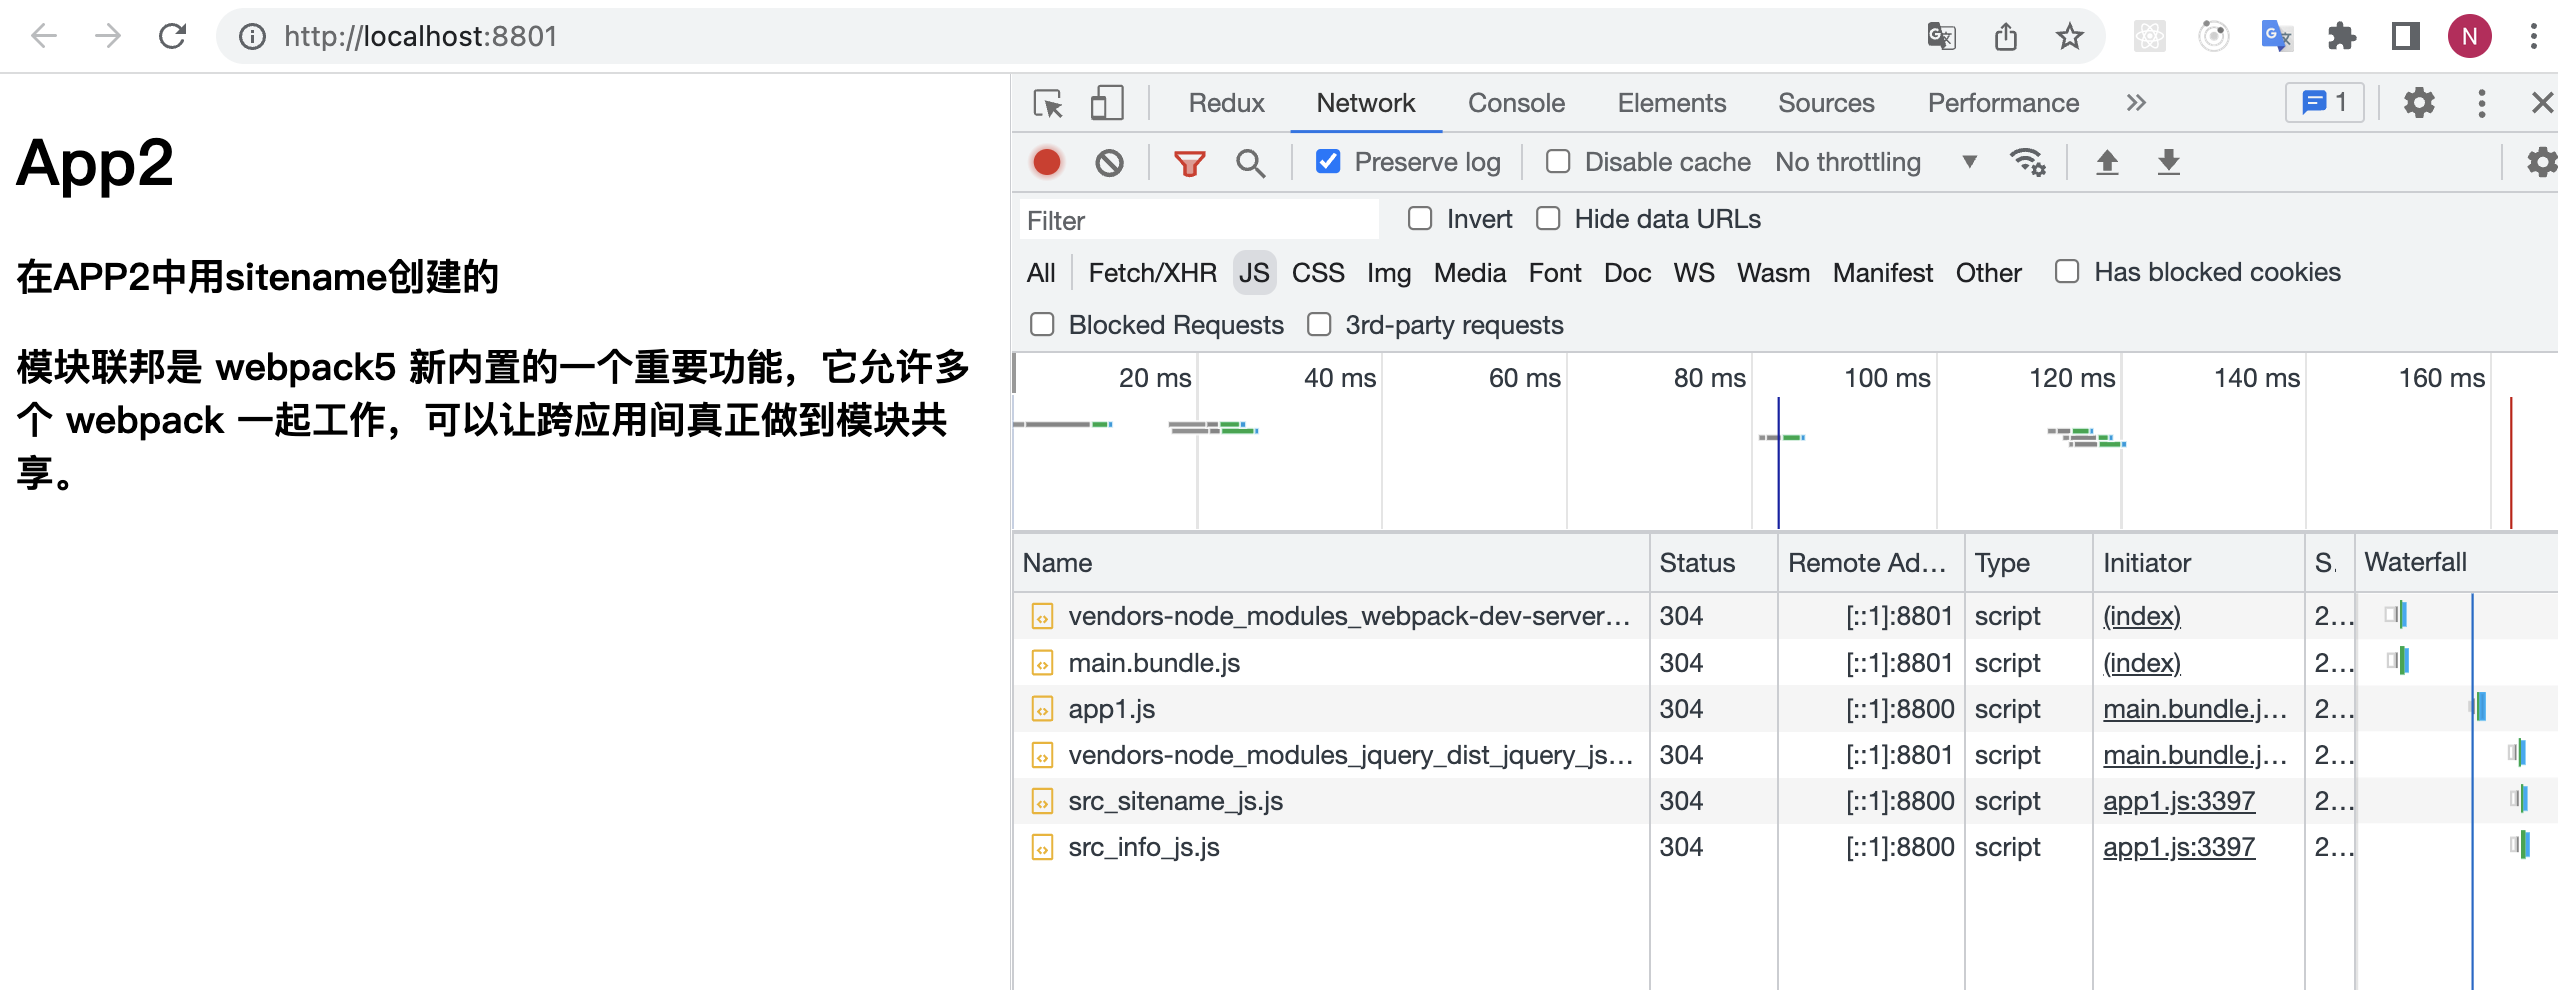 http://localhost:8801
N
App2
在APP2中用sitename创建的
模块联邦是 webpack5 新内置的一个重要功能，它允许多
个 webpack 一起工作，可以让跨应用间真正做到模块共
享。
Redux Network Console Elements Sources Performance 1
Preserve log Disable cache No throttling
Filter Invert Hide data URLs
All Fetch/XHR JS CSS Img Media Font Doc WS Wasm Manifest Other Has blocked cookies
Blocked Requests 3rd-party requests
20 ms 40 ms 60 ms 80 ms 100 ms 120 ms 140 ms 160 ms
Name Status Remote Ad… Type Initiator S. Waterfall
vendors-node_modules_webpack-dev-server… 304 [::1]:8801 script (index) 2…
main.bundle.js 304 [::1]:8801 script (index) 2…
app1.js 304 [::1]:8800 script main.bundle.j… 2…
vendors-node_modules_jquery_dist_jquery_js… 304 [::1]:8801 script main.bundle.j… 2…
src_sitename_js.js 304 [::1]:8800 script app1.js:3397 2…
src_info_js.js 304 [::1]:8800 script app1.js:3397 2…